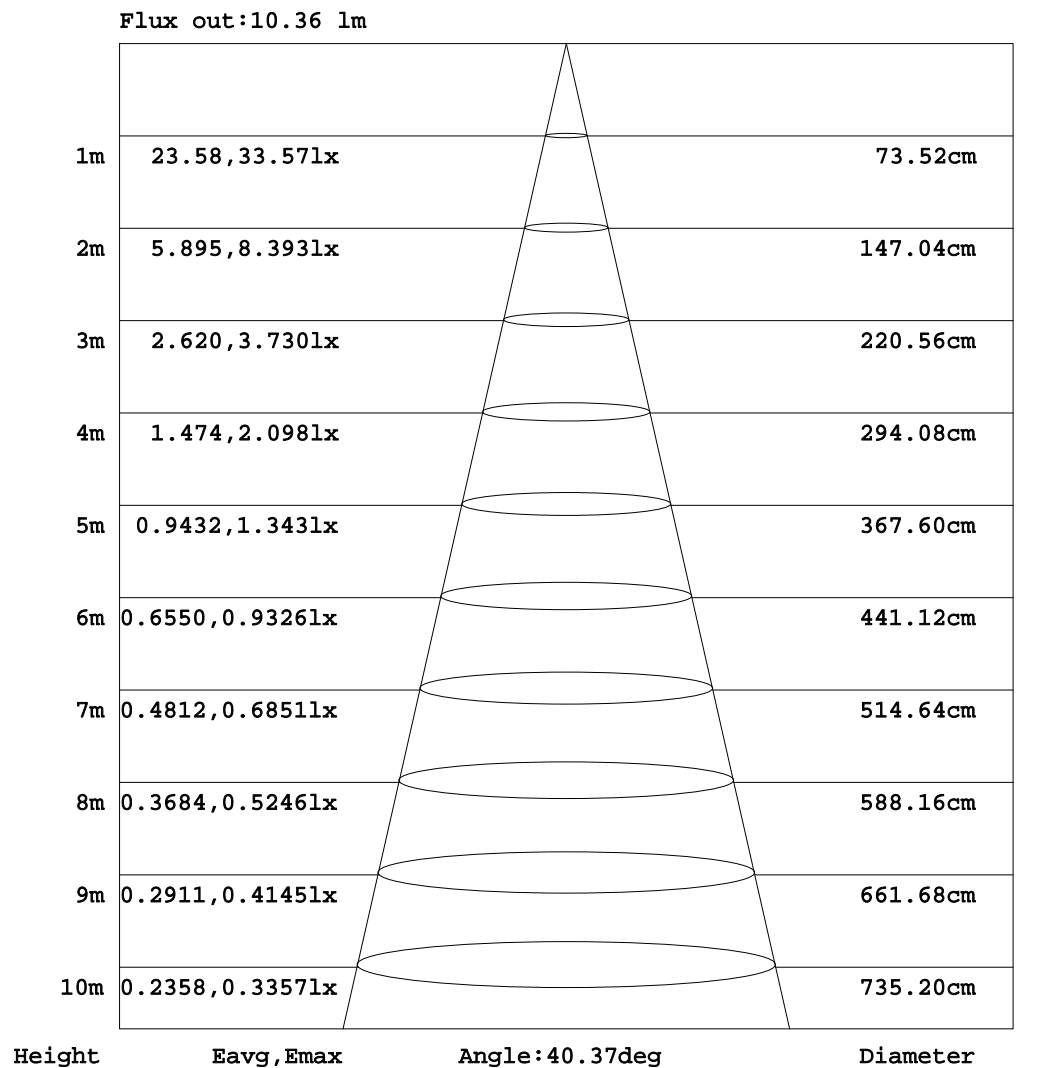 Flux out:10.36 lm
1m 23.58,33.57lx 73.52cm
2m 5.895,8.393lx 147.04cm
3m 2.620,3.730lx 220.56cm
4m 1.474,2.098lx 294.08cm
5m 0.9432,1.343lx 367.60cm
6m 0.6550,0.9326lx 441.12cm
7m 0.4812,0.6851lx 514.64cm
8m 0.3684,0.5246lx 588.16cm
9m 0.2911,0.4145lx 661.68cm
10m 0.2358,0.3357lx 735.20cm
Height Eavg,Emax Angle:40.37deg Diameter